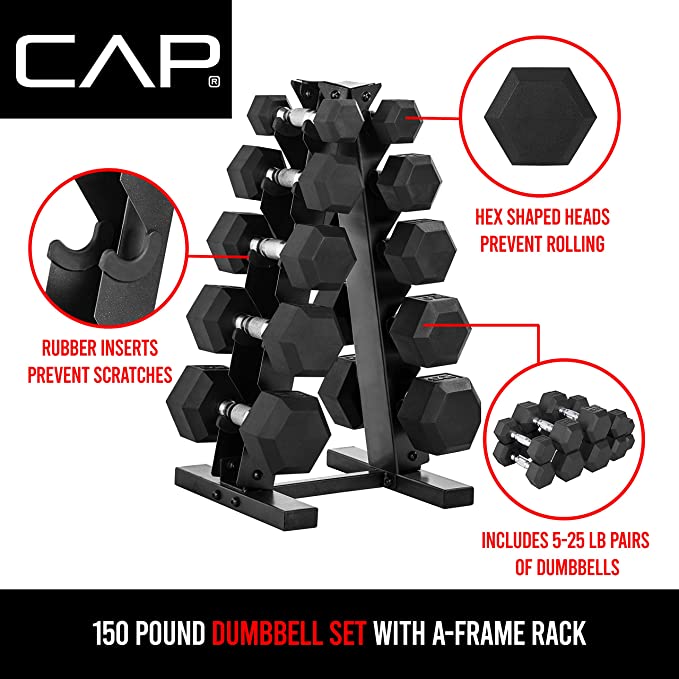 CAP®
HEX SHAPED HEADS
PREVENT ROLLING
RUBBER INSERTS
PREVENT SCRATCHES
INCLUDES 5-25 LB PAIRS
OF DUMBBELLS
150 POUND DUMBBELL SET WITH A-FRAME RACK